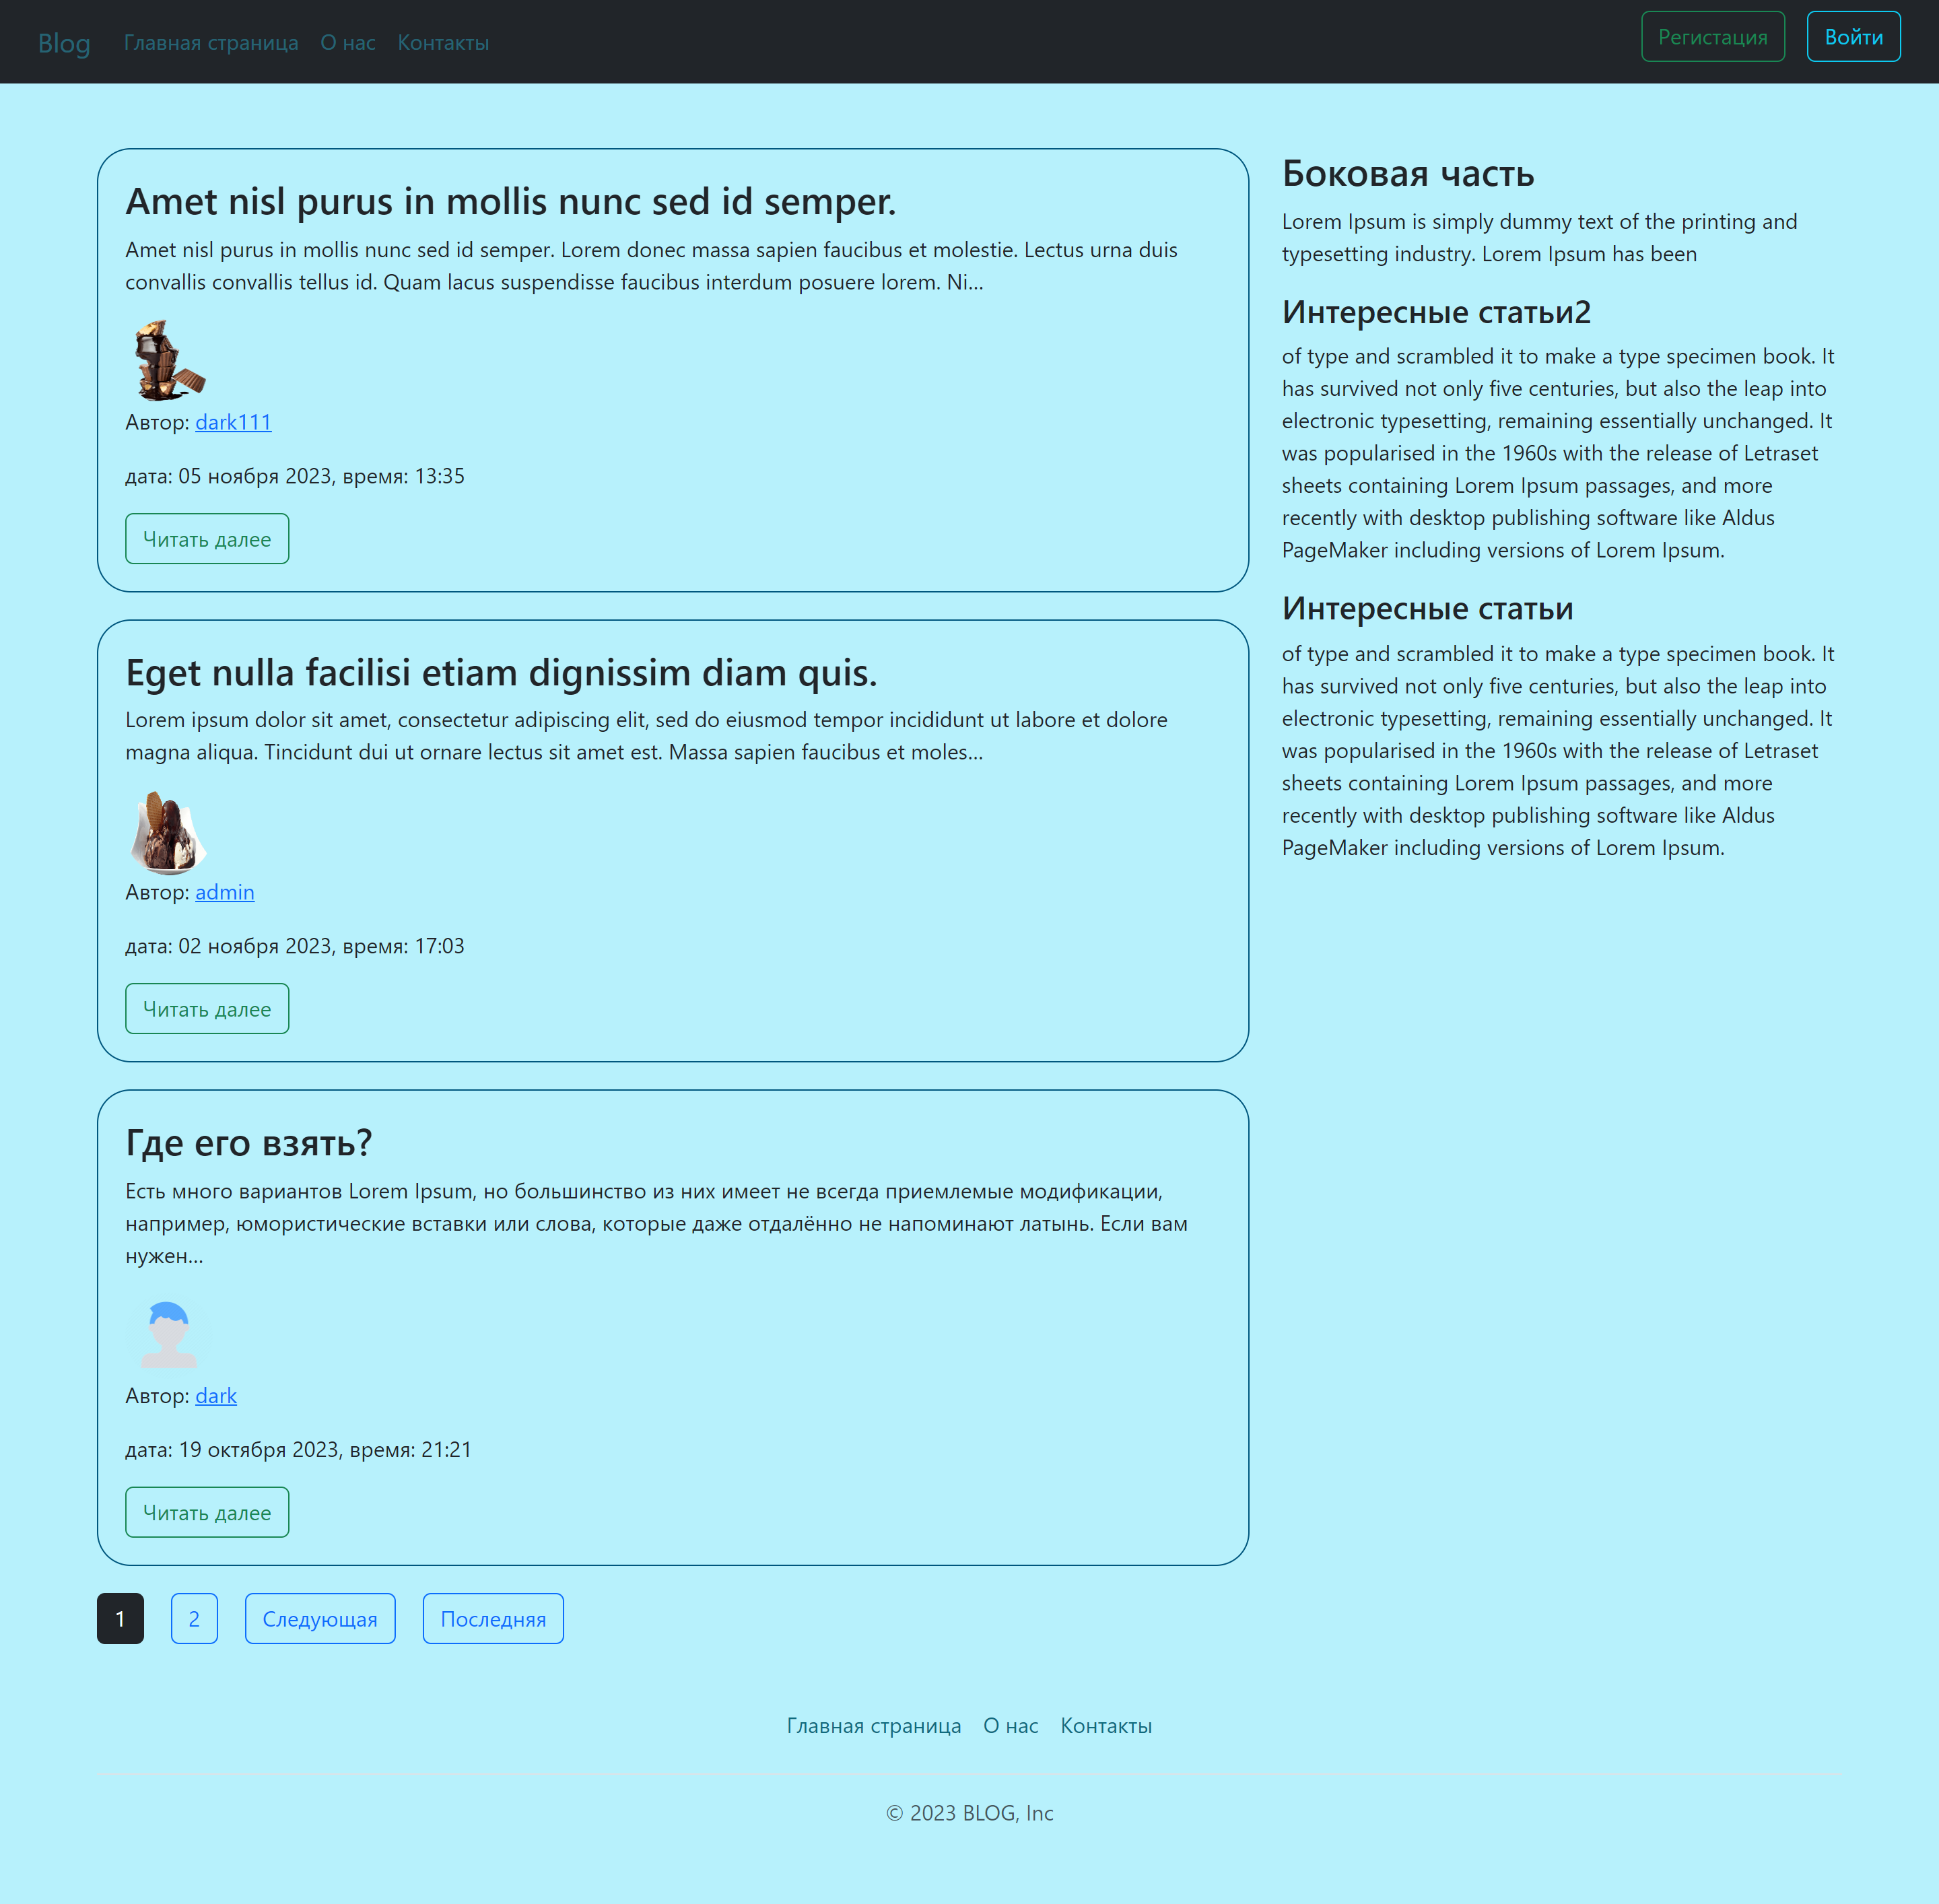 Blog Главная страница О нас Контакты Регистация Войти
Amet nisl purus in mollis nunc sed id semper.
Amet nisl purus in mollis nunc sed id semper. Lorem donec massa sapien faucibus et molestie. Lectus urna duis
convallis convallis tellus id. Quam lacus suspendisse faucibus interdum posuere lorem. Ni...
Автор: dark111
дата: 05 ноября 2023, время: 13:35
Читать далее
Eget nulla facilisi etiam dignissim diam quis.
Lorem ipsum dolor sit amet, consectetur adipiscing elit, sed do eiusmod tempor incididunt ut labore et dolore
magna aliqua. Tincidunt dui ut ornare lectus sit amet est. Massa sapien faucibus et moles...
Автор: admin
дата: 02 ноября 2023, время: 17:03
Читать далее
Где его взять?
Есть много вариантов Lorem Ipsum, но большинство из них имеет не всегда приемлемые модификации,
например, юмористические вставки или слова, которые даже отдалённо не напоминают латынь. Если вам
нужен...
Автор: dark
дата: 19 октября 2023, время: 21:21
Читать далее
1 2 Следующая Последняя
Боковая часть
Lorem Ipsum is simply dummy text of the printing and
typesetting industry. Lorem Ipsum has been
Интересные статьи2
of type and scrambled it to make a type specimen book. It
has survived not only five centuries, but also the leap into
electronic typesetting, remaining essentially unchanged. It
was popularised in the 1960s with the release of Letraset
sheets containing Lorem Ipsum passages, and more
recently with desktop publishing software like Aldus
PageMaker including versions of Lorem Ipsum.
Интересные статьи
of type and scrambled it to make a type specimen book. It
has survived not only five centuries, but also the leap into
electronic typesetting, remaining essentially unchanged. It
was popularised in the 1960s with the release of Letraset
sheets containing Lorem Ipsum passages, and more
recently with desktop publishing software like Aldus
PageMaker including versions of Lorem Ipsum.
Главная страница О нас Контакты
© 2023 BLOG, Inc